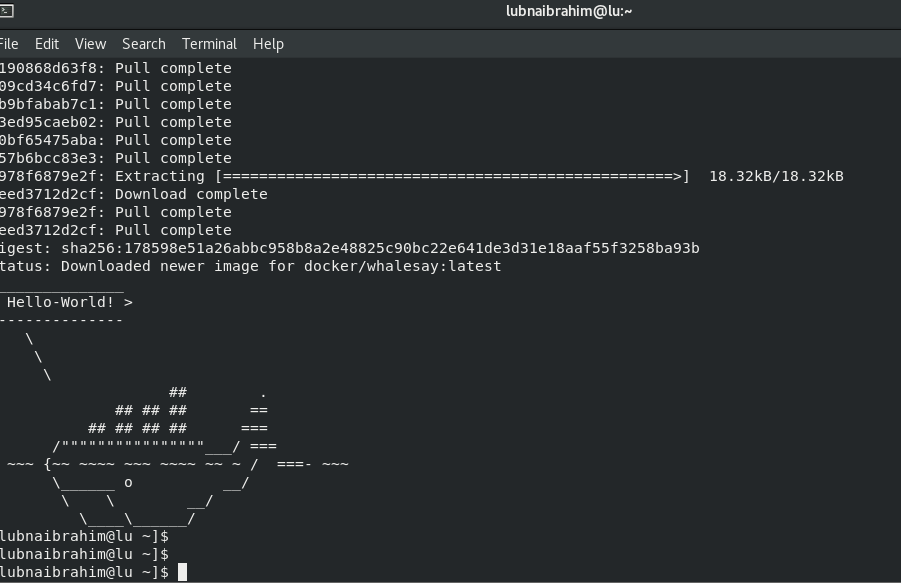 lubnaibrahim@lu:~
File Edit View Search Terminal Help
190868d63f8: Pull complete
09cd34c6fd7: Pull complete
b9bfabab7c1: Pull complete
3ed95caeb02: Pull complete
0bf65475aba: Pull complete
57b6bcc83e3: Pull complete
978f6879e2f: Extracting [==================================================>]  18.32kB/18.32kB
eed3712d2cf: Download complete
978f6879e2f: Pull complete
eed3712d2cf: Pull complete
igest: sha256:178598e51a26abbc958b8a2e48825c90bc22e641de3d31e18aaf55f3258ba93b
tatus: Downloaded newer image for docker/whalesay:latest
______________
 Hello-World! >
--------------
   \
    \
     \
                   ##        .
             ## ## ##       ==
          ## ## ## ##      ===
      /""""""""""""""""___/ ===
 ~~~ {~~ ~~~~ ~~~ ~~~~ ~~ ~ /  ===- ~~~
      \______ o          __/
       \    \        __/
         \____\______/
lubnaibrahim@lu ~]$
lubnaibrahim@lu ~]$
lubnaibrahim@lu ~]$